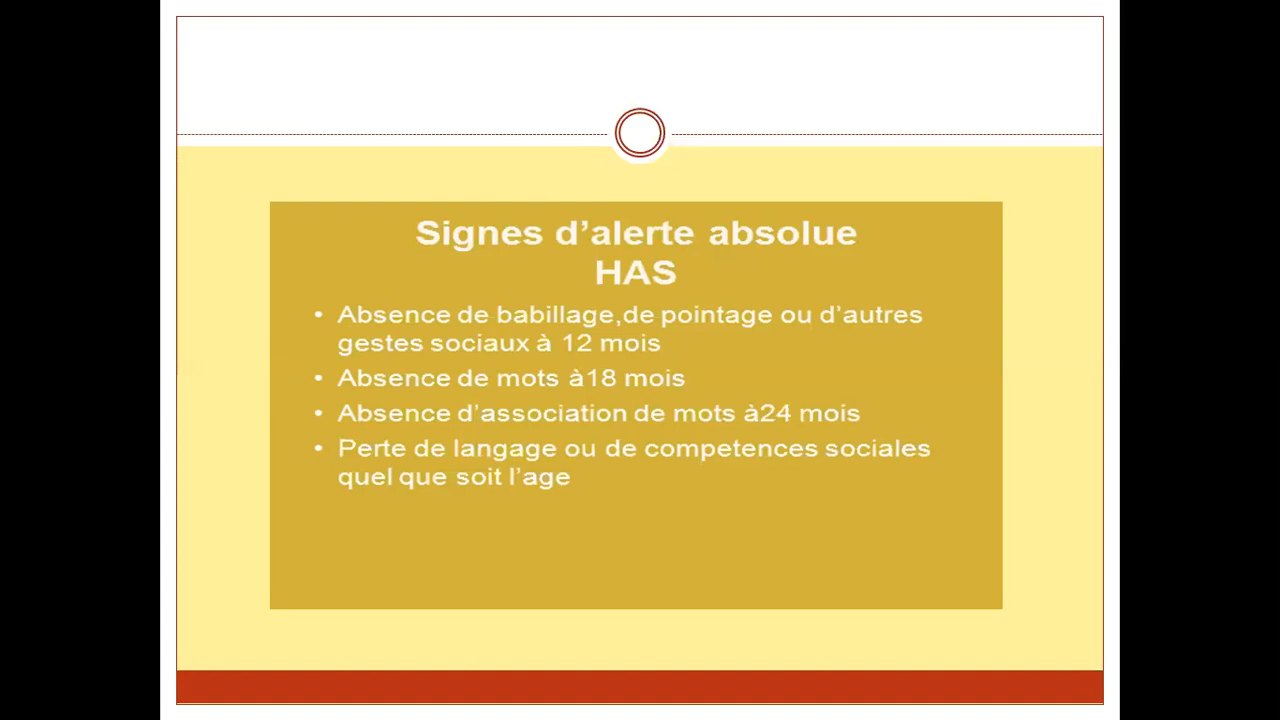 Signes d’alerte absolue
HAS
• Absence de babillage,de pointage ou d’autres
gestes sociaux à 12 mois
• Absence de mots à18 mois
• Absence d’association de mots à24 mois
• Perte de langage ou de competences sociales
quel que soit l’age